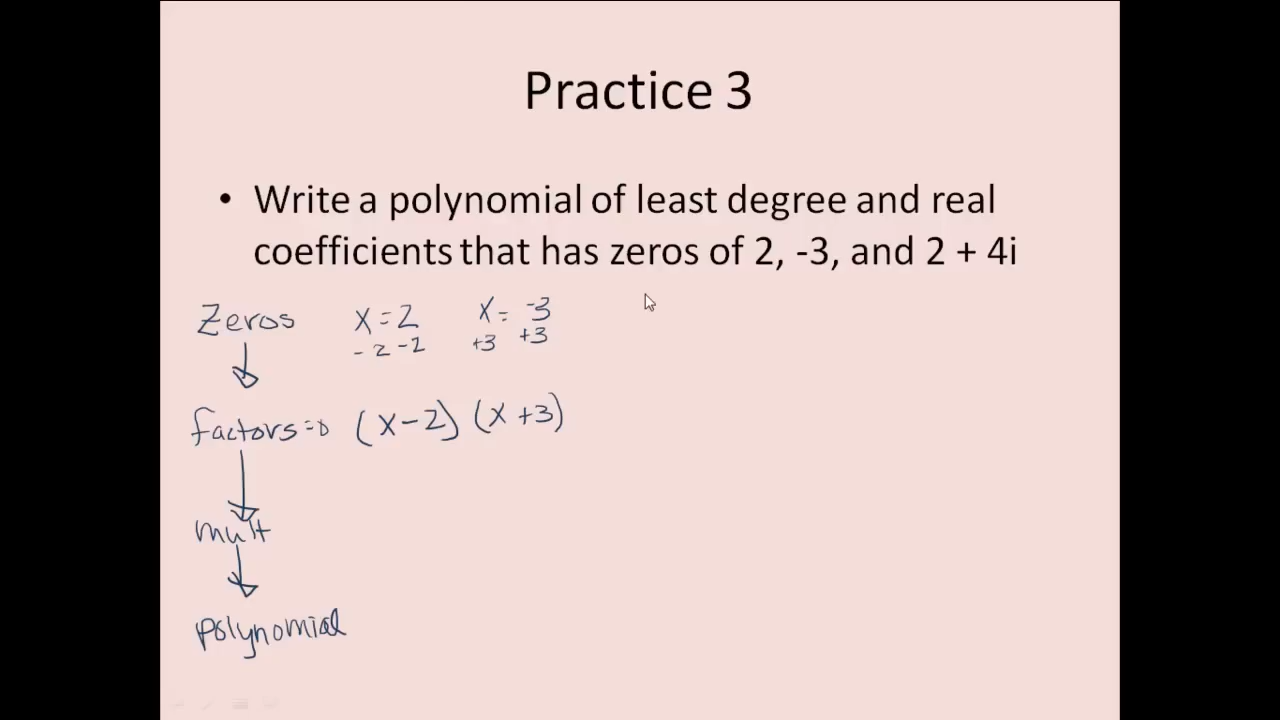 Practice 3
• Write a polynomial of least degree and real
coefficients that has zeros of 2, -3, and 2 + 4i
Zeros x = 2 x = -3
- 2 - 2 +3 +3
factors = 0 (x - 2) (x + 3)
mult
polynomial